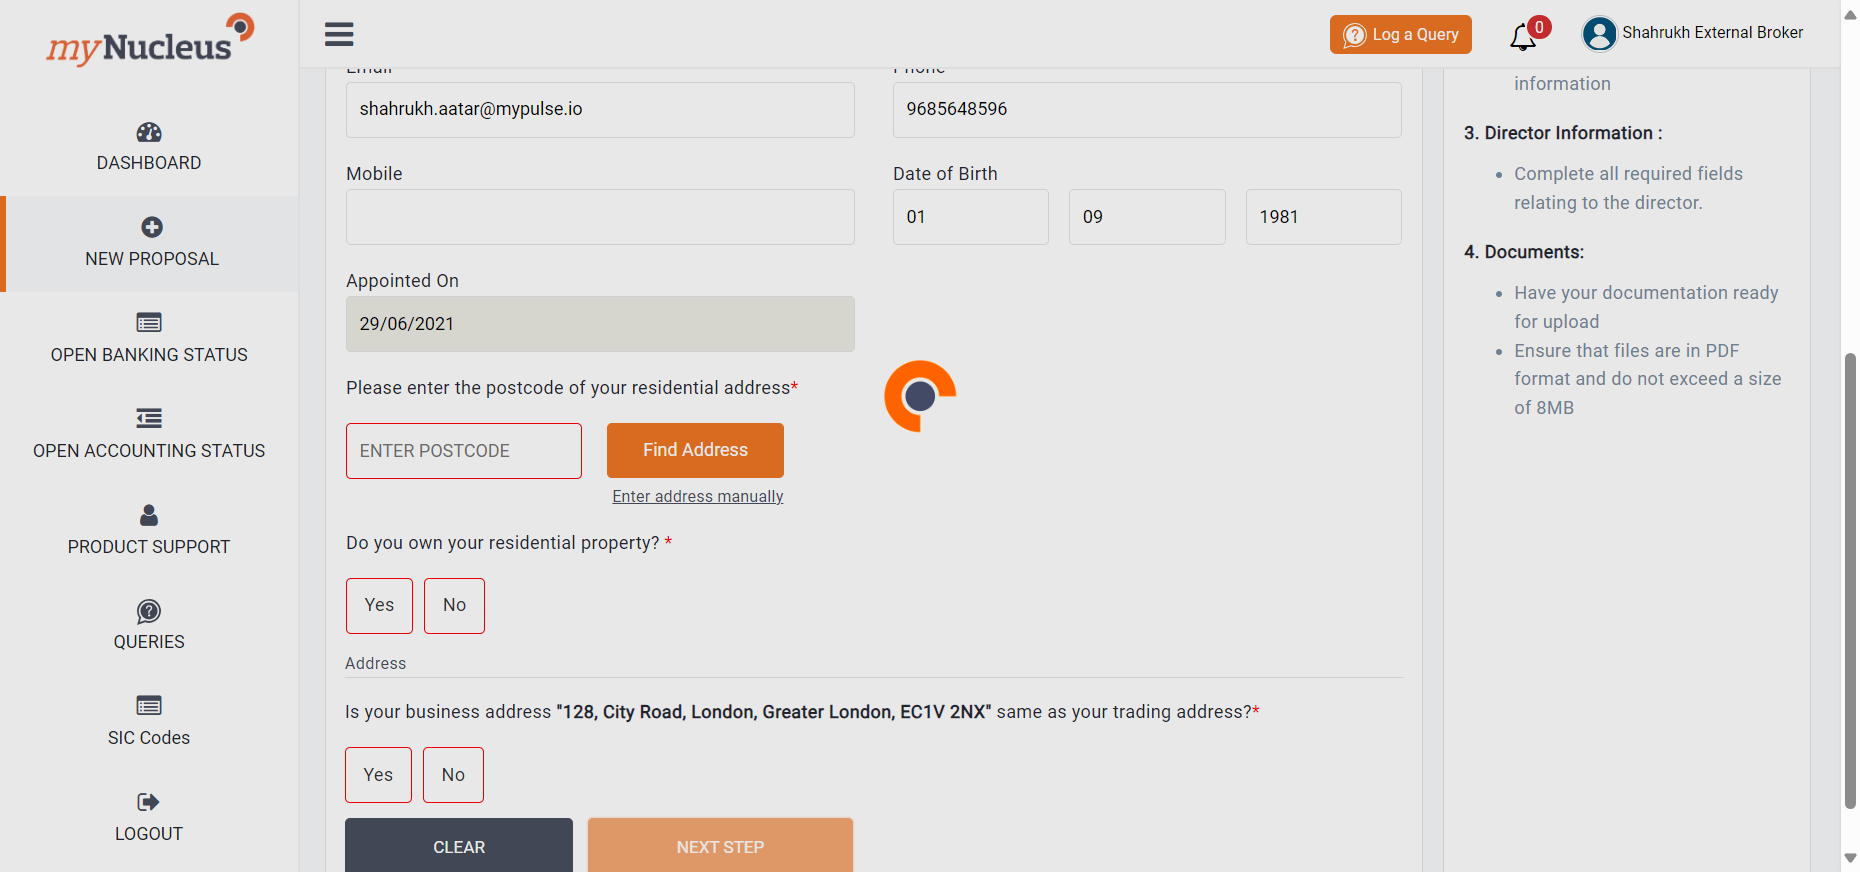 myNucleus
Log a Query
0
Shahrukh External Broker
DASHBOARD
NEW PROPOSAL
OPEN BANKING STATUS
OPEN ACCOUNTING STATUS
PRODUCT SUPPORT
QUERIES
SIC Codes
LOGOUT
Email
Phone
shahrukh.aatar@mypulse.io
9685648596
Mobile
Date of Birth
01
09
1981
Appointed On
29/06/2021
Please enter the postcode of your residential address*
ENTER POSTCODE
Find Address
Enter address manually
Do you own your residential property? *
Yes
No
Address
Is your business address "128, City Road, London, Greater London, EC1V 2NX" same as your trading address?*
Yes
No
CLEAR
NEXT STEP
information
3. Director Information :
Complete all required fields
relating to the director.
4. Documents:
Have your documentation ready
for upload
Ensure that files are in PDF
format and do not exceed a size
of 8MB